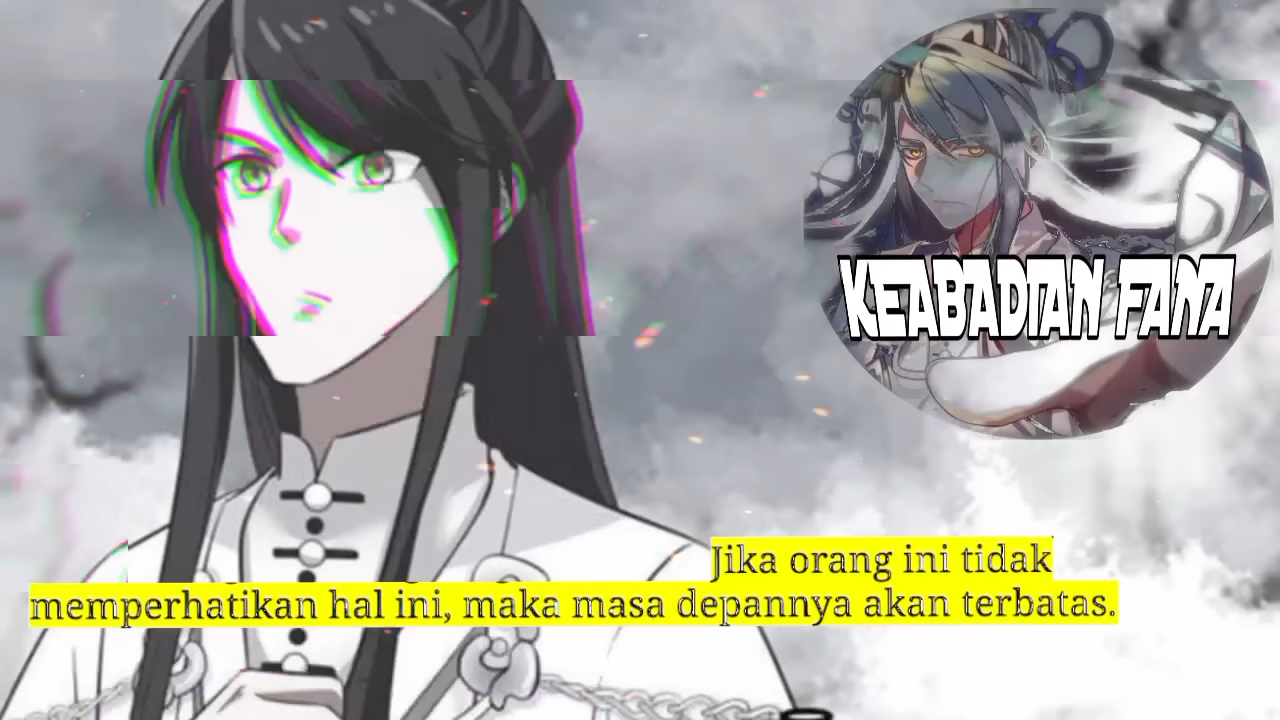 KEABADIAN FANA
Jika orang ini tidak
memperhatikan hal ini, maka masa depannya akan terbatas.